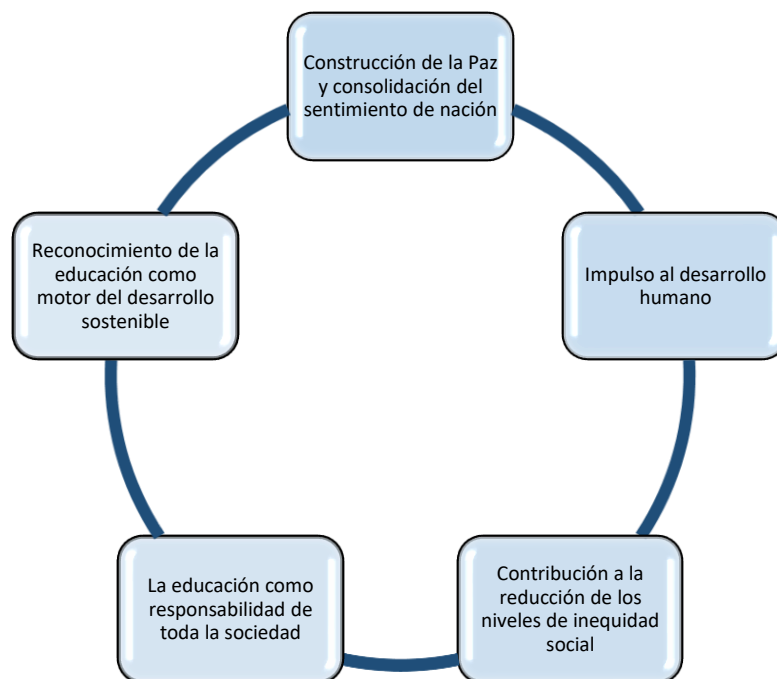 Construcción de la Paz
y consolidación del
sentimiento de nación
Impulso al desarrollo
humano
Contribución a la
reducción de los
niveles de inequidad
social
La educación como
responsabilidad de
toda la sociedad
Reconocimiento de la
educación como
motor del desarrollo
sostenible